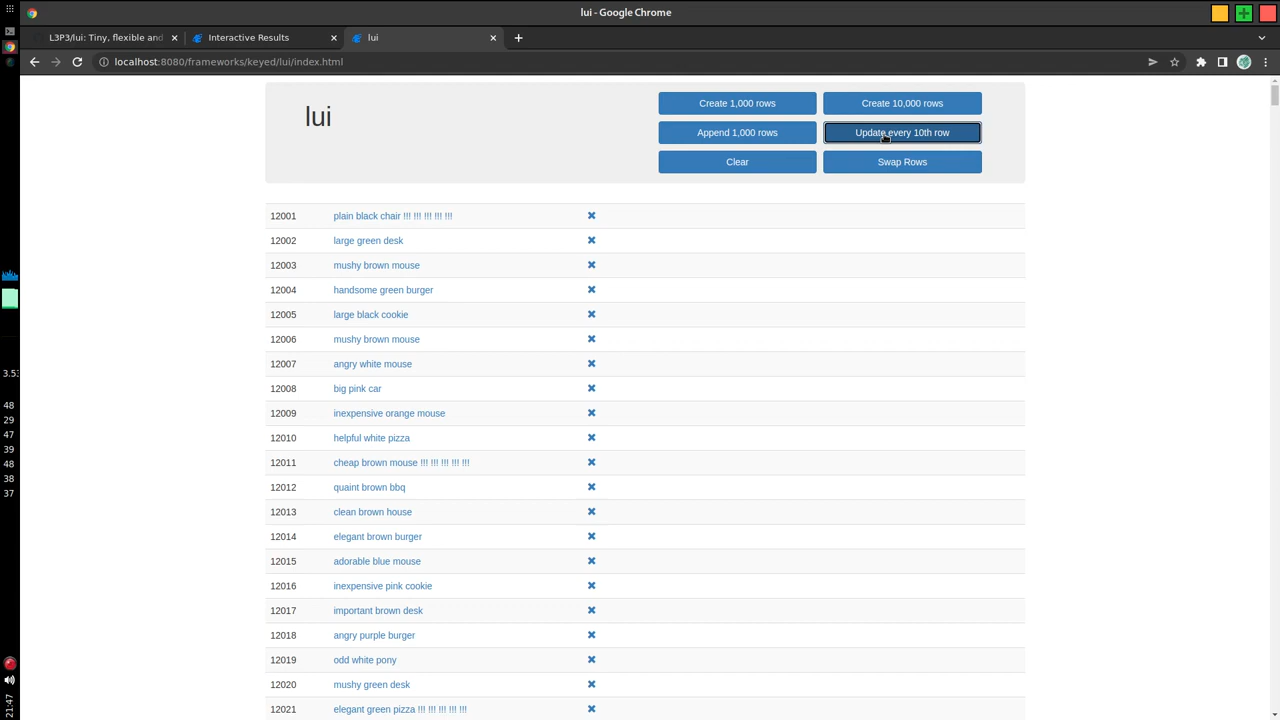 lui - Google Chrome
L3P3/lui: Tiny, flexible and
Interactive Results
lui
localhost:8080/frameworks/keyed/lui/index.html
lui
Create 1,000 rows
Create 10,000 rows
Append 1,000 rows
Update every 10th row
Clear
Swap Rows
12001 plain black chair !!! !!! !!! !!! !!!
12002 large green desk
12003 mushy brown mouse
12004 handsome green burger
12005 large black cookie
12006 mushy brown mouse
12007 angry white mouse
12008 big pink car
12009 inexpensive orange mouse
12010 helpful white pizza
12011 cheap brown mouse !!! !!! !!! !!! !!!
12012 quaint brown bbq
12013 clean brown house
12014 elegant brown burger
12015 adorable blue mouse
12016 inexpensive pink cookie
12017 important brown desk
12018 angry purple burger
12019 odd white pony
12020 mushy green desk
12021 elegant green pizza !!! !!! !!! !!! !!!
48
29
47
39
48
38
37
21:47